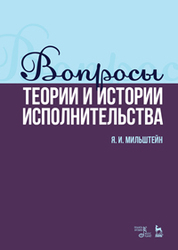 Вопросы
ТЕОРИИ И ИСТОРИИ
ИСПОЛНИТЕЛЬСТВА
Я. И. МИЛЬШТЕЙН